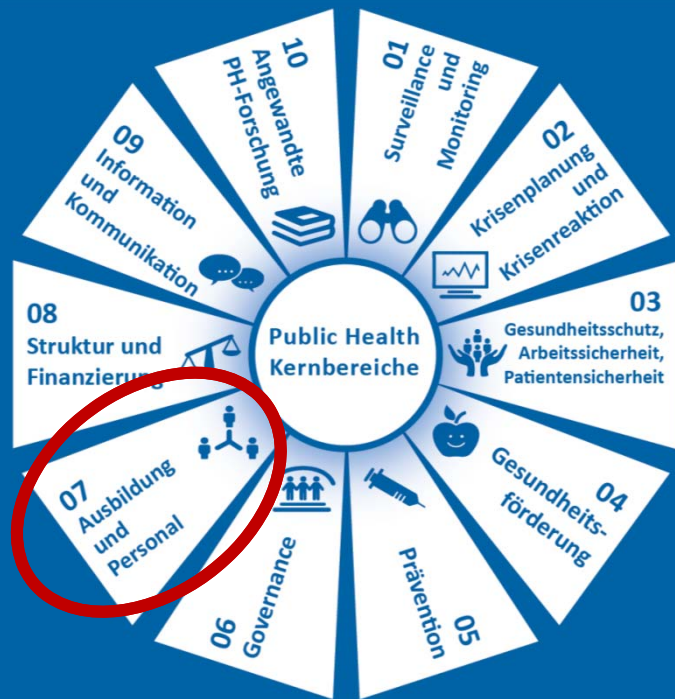 Public Health
Kernbereiche
01
Surveillance
und
Monitoring
02
Krisenplanung
und
Krisenreaktion
03
Gesundheitsschutz,
Arbeitssicherheit,
Patientensicherheit
04
Gesundheits-
förderung
05
Prävention
06
Governance
07
Ausbildung
und
Personal
08
Struktur und
Finanzierung
09
Information
und
Kommunikation
10
Angewandte
PH-Forschung